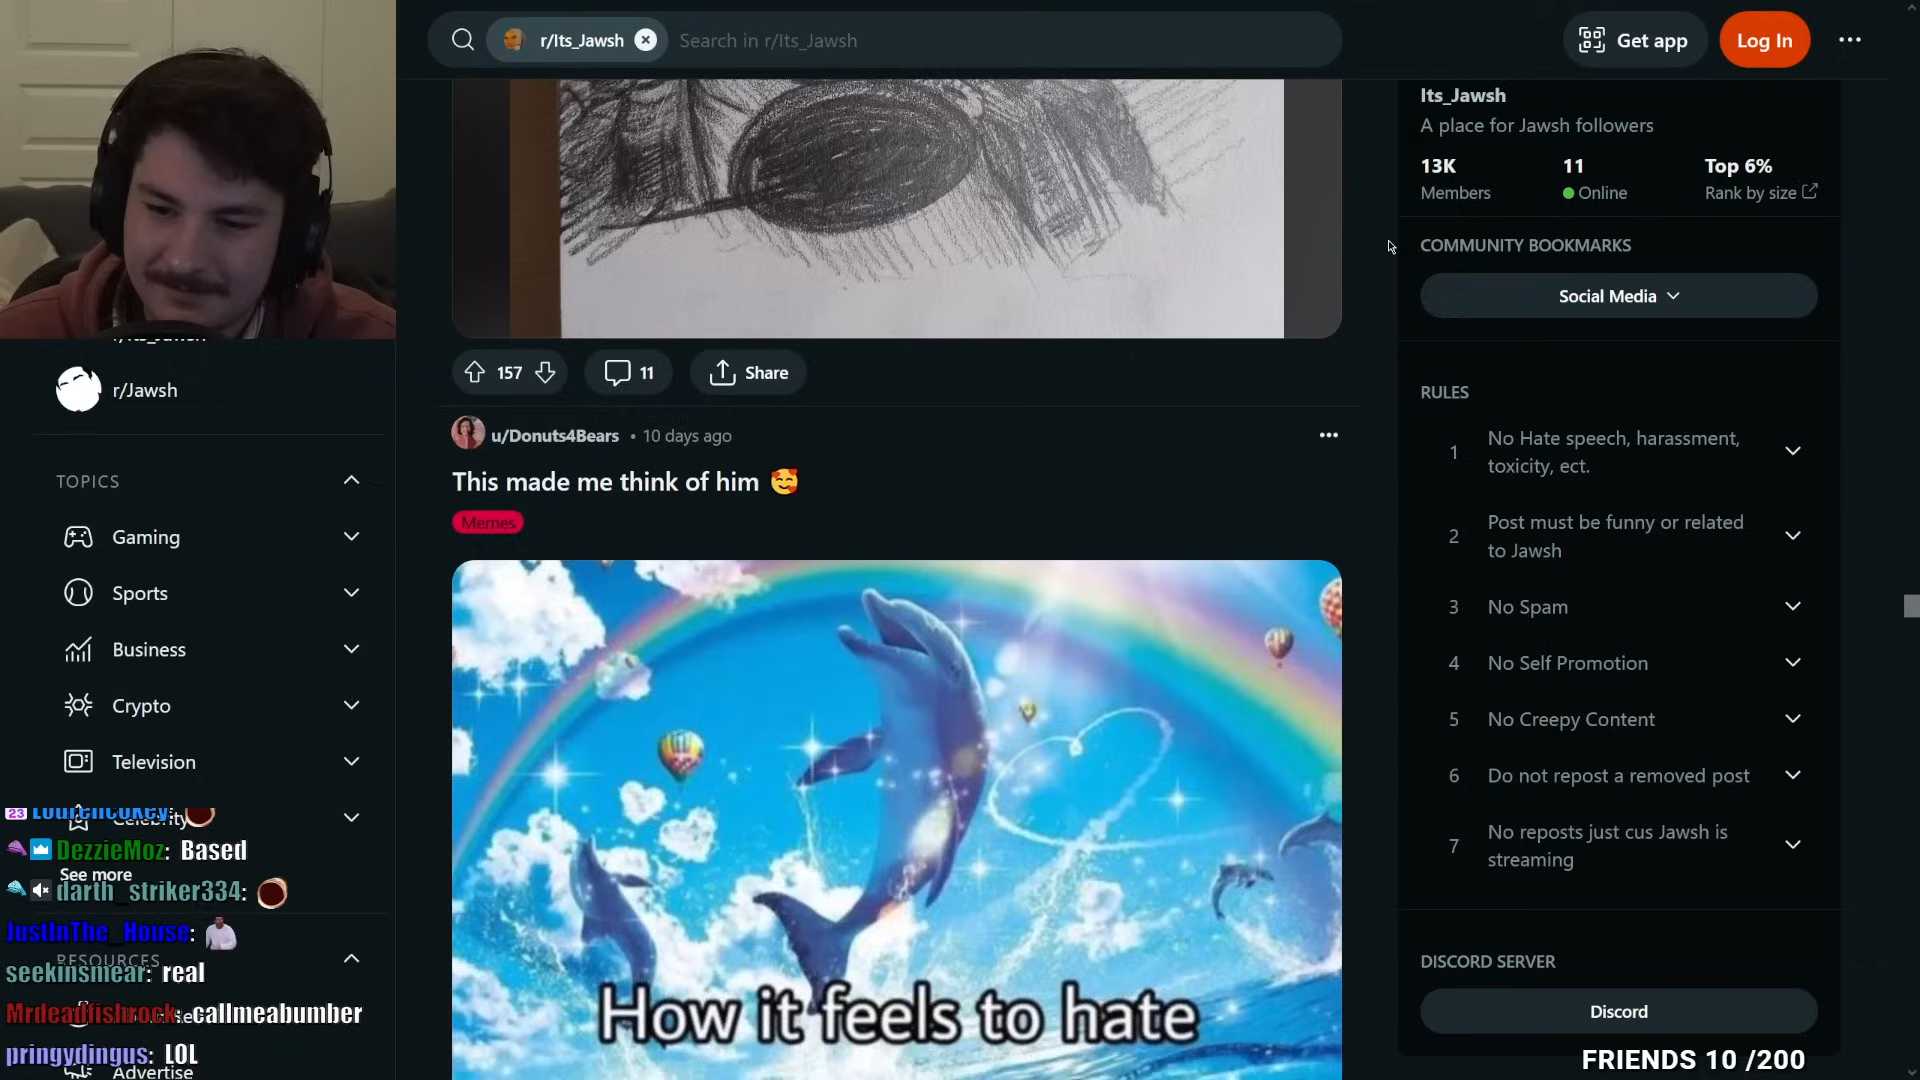 r/Its_Jawsh
Search in r/Its_Jawsh
Get app
Log In
Its_Jawsh
A place for Jawsh followers
13K
11
Top 6%
Members
Online
Rank by size
COMMUNITY BOOKMARKS
Social Media
RULES
1 No Hate speech, harassment,
toxicity, ect.
2 Post must be funny or related
to Jawsh
3 No Spam
4 No Self Promotion
5 No Creepy Content
6 Do not repost a removed post
7 No reposts just cus Jawsh is
streaming
DISCORD SERVER
Discord
FRIENDS 10 /200
157
11
Share
u/Donuts4Bears • 10 days ago
This made me think of him 🥰
Memes
How it feels to hate
r/Jawsh
TOPICS
Gaming
Sports
Business
Crypto
Television
Celebrity
23
DezzieMoz: Based
See more
darth_striker334:
JustInThe_House:
RESOURCES
seekinsmear: real
Mrdeadfishrock: callmeabumber
pringydingus: LOL
Advertise